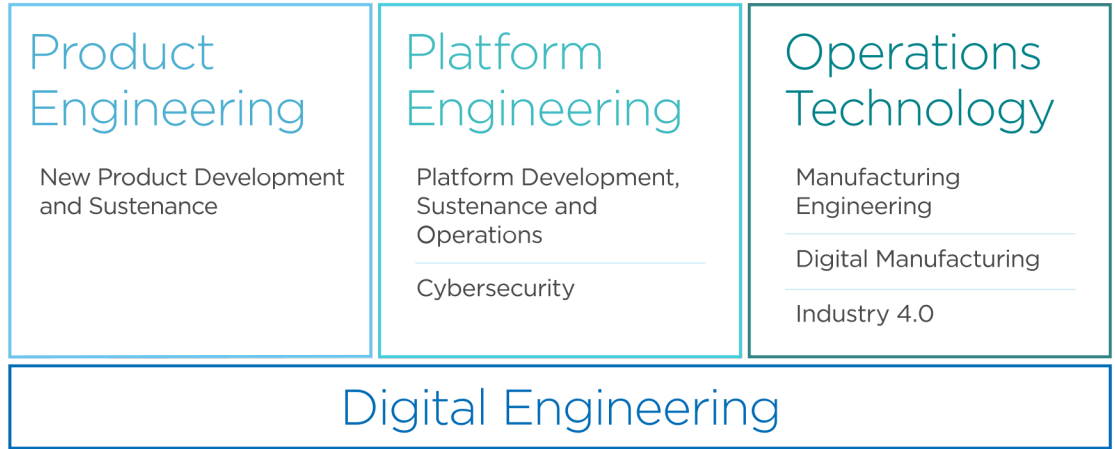 Product
Engineering
New Product Development
and Sustenance
Platform
Engineering
Platform Development,
Sustenance and
Operations
Cybersecurity
Operations
Technology
Manufacturing
Engineering
Digital Manufacturing
Industry 4.0
Digital Engineering